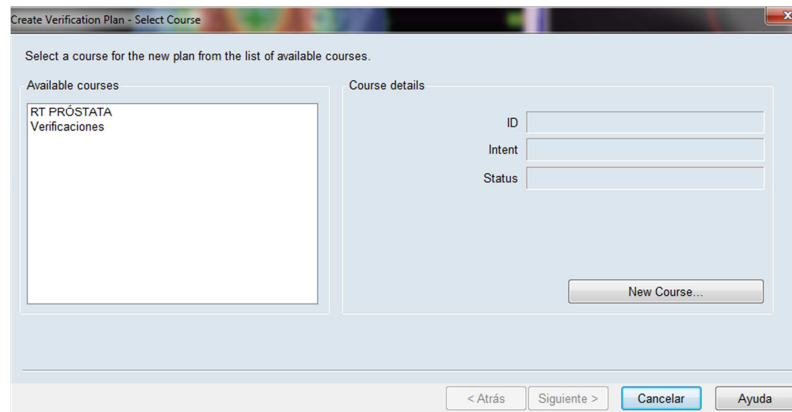 Create Verification Plan - Select Course
Select a course for the new plan from the list of available courses.
Available courses
RT PRÓSTATA
Verificaciones
Course details
ID
Intent
Status
New Course...
< Atrás
Siguiente >
Cancelar
Ayuda